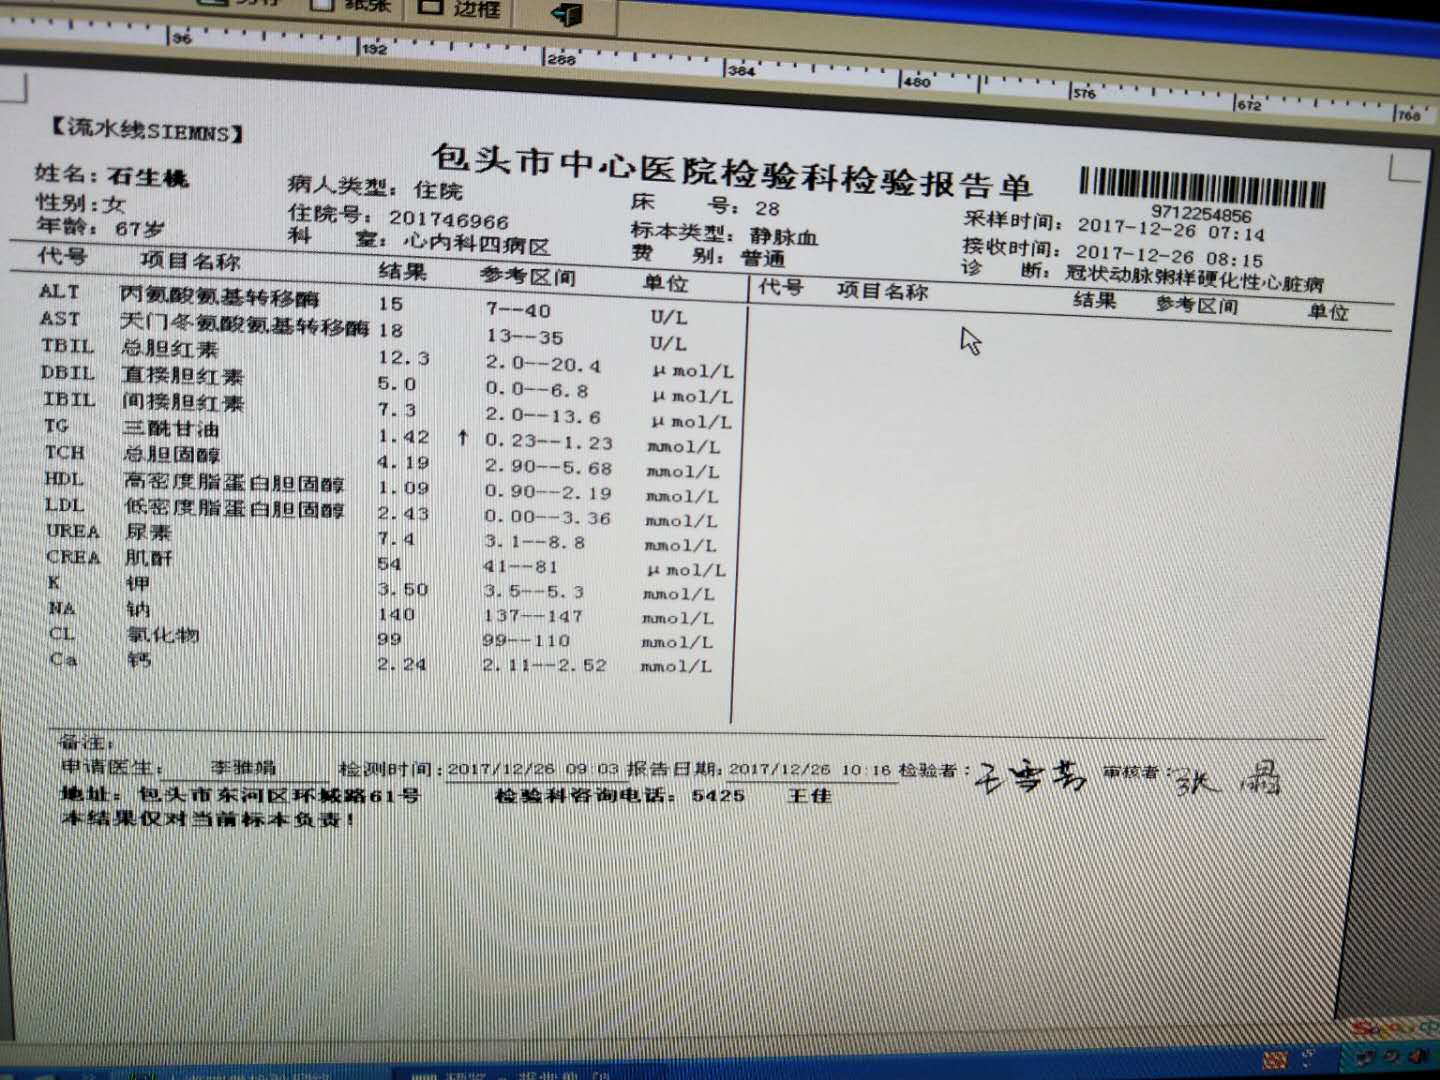 纸张 边框
96 192 288 384 480 576 672 768
【流水线SIEMNS】
包头市中心医院检验科检验报告单
9712254856
姓名：石生桃 病人类型：住院 床 号：28 采样时间：2017-12-26 07:14
性别：女 住院号：201746966 标本类型：静脉血 接收时间：2017-12-26 08:15
年龄：67岁 科 室：心内科四病区 费 别：普通 诊 断：冠状动脉粥样硬化性心脏病
代号 项目名称 结果 参考区间 单位 代号 项目名称 结果 参考区间 单位
ALT 丙氨酸氨基转移酶 15 7--40 U/L
AST 天门冬氨酸氨基转移酶 18 13--35 U/L
TBIL 总胆红素 12.3 2.0--20.4 μmol/L
DBIL 直接胆红素 5.0 0.0--6.8 μmol/L
IBIL 间接胆红素 7.3 2.0--13.6 μmol/L
TG 三酰甘油 1.42 ↑ 0.23--1.23 mmol/L
TCH 总胆固醇 4.19 2.90--5.68 mmol/L
HDL 高密度脂蛋白胆固醇 1.09 0.90--2.19 mmol/L
LDL 低密度脂蛋白胆固醇 2.43 0.00--3.36 mmol/L
UREA 尿素 7.4 3.1--8.8 mmol/L
CREA 肌酐 54 41--81 μmol/L
K 钾 3.50 3.5--5.3 mmol/L
NA 钠 140 137--147 mmol/L
CL 氯化物 99 99--110 mmol/L
Ca 钙 2.24 2.11--2.52 mmol/L
备注：
申请医生： 李雅娟 检测时间：2017/12/26 09:03 报告日期：2017/12/26 10:16 检验者： 审核者：张
地址：包头市东河区环城路61号 检验科咨询电话：5425 王佳
本结果仅对当前标本负责！